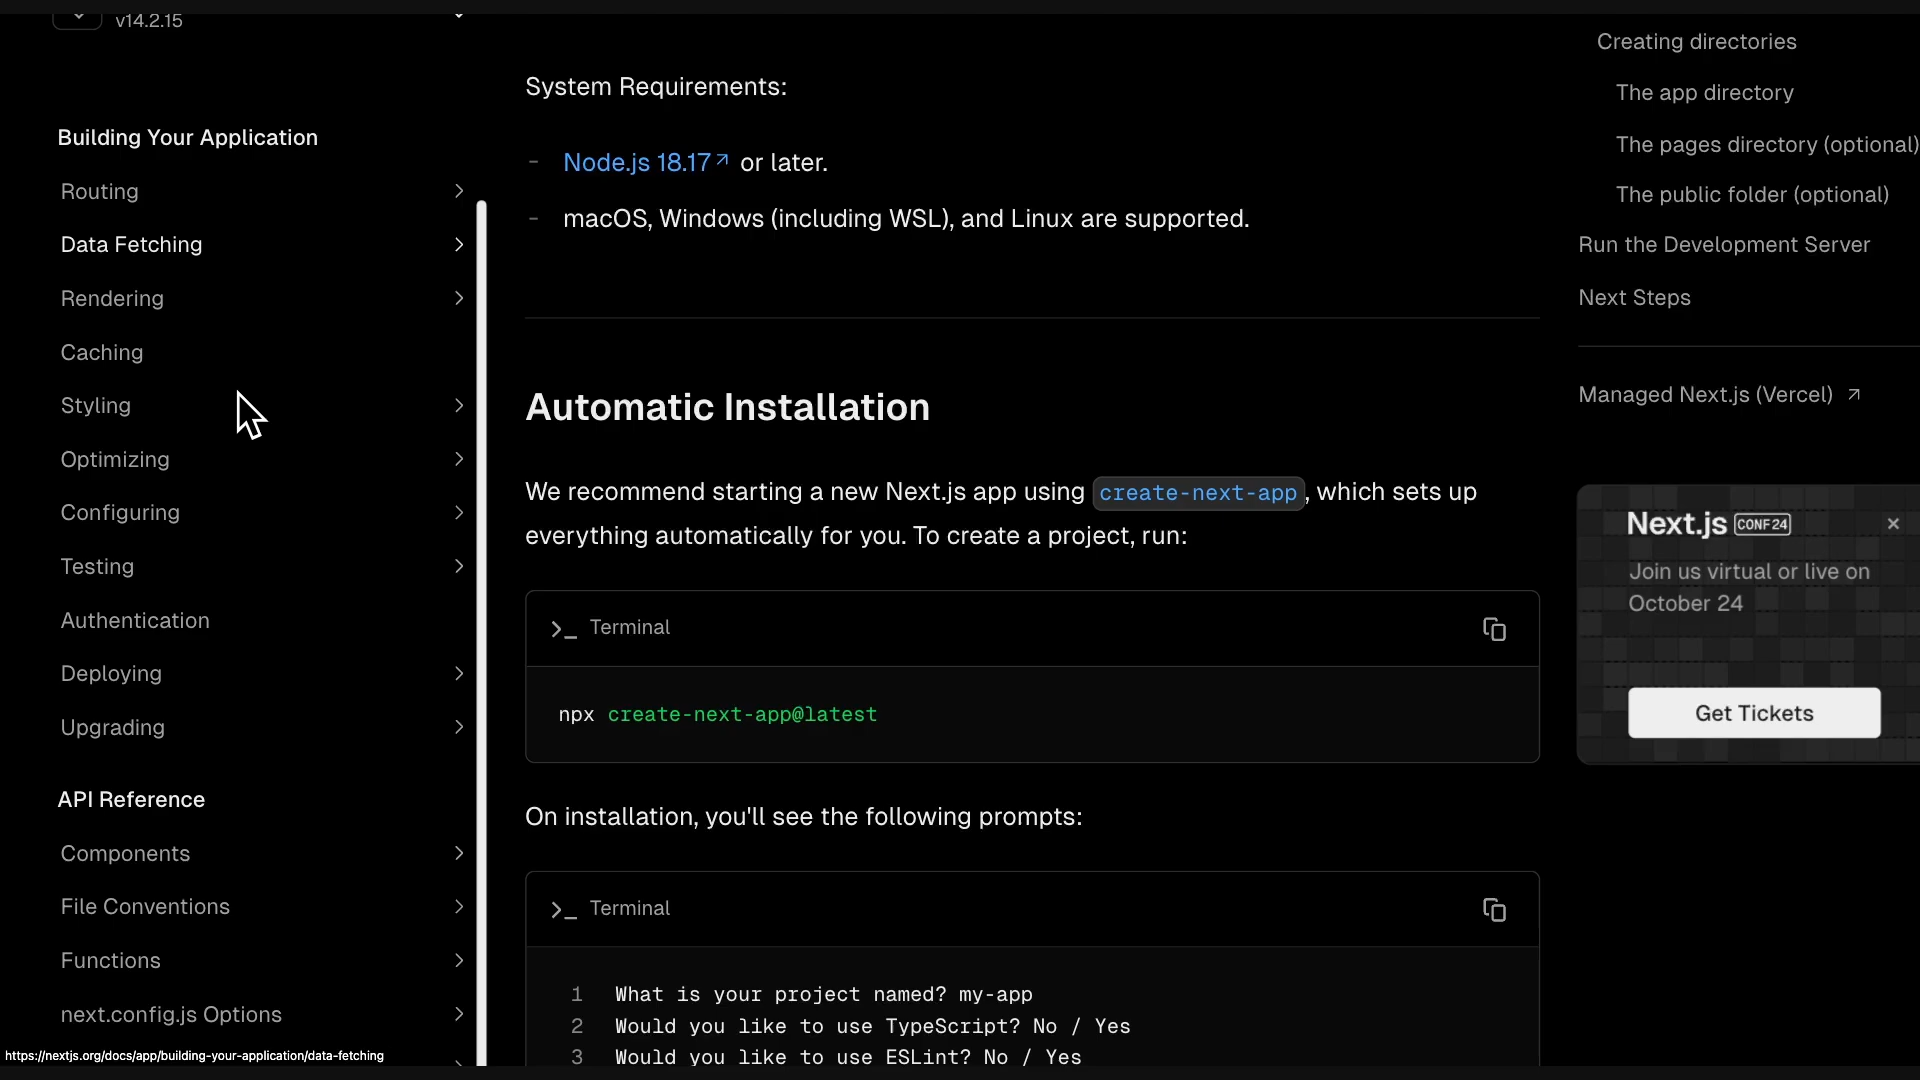 v14.2.15
Building Your Application
Routing
Data Fetching
Rendering
Caching
Styling
Optimizing
Configuring
Testing
Authentication
Deploying
Upgrading
API Reference
Components
File Conventions
Functions
next.config.js Options
https://nextjs.org/docs/app/building-your-application/data-fetching
System Requirements:
- Node.js 18.17↗ or later.
- macOS, Windows (including WSL), and Linux are supported.
Automatic Installation
We recommend starting a new Next.js app using create-next-app, which sets up
everything automatically for you. To create a project, run:
Terminal
npx create-next-app@latest
On installation, you'll see the following prompts:
Terminal
1 What is your project named? my-app
2 Would you like to use TypeScript? No / Yes
3 Would you like to use ESLint? No / Yes
Creating directories
The app directory
The pages directory (optional)
The public folder (optional)
Run the Development Server
Next Steps
Managed Next.js (Vercel) ↗
Next.js CONF24
Join us virtual or live on
October 24
Get Tickets